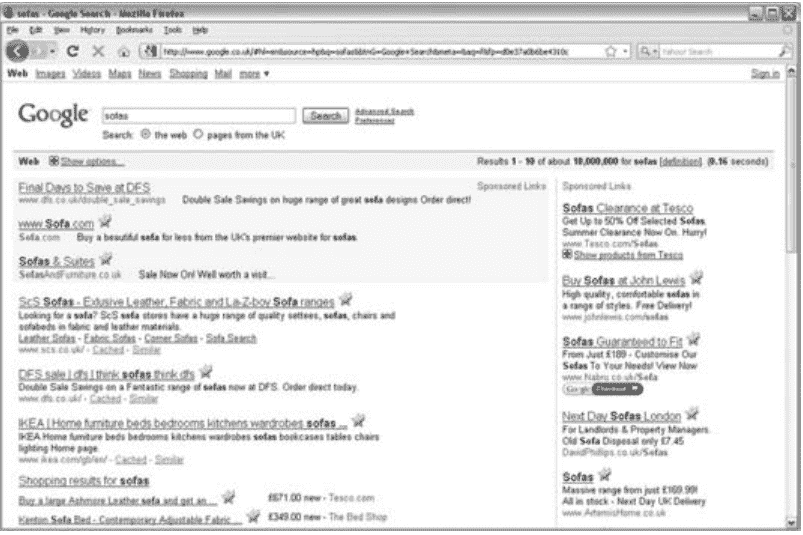 sofas - Google Search - Mozilla Firefox
File Edit View History Bookmarks Tools Help
Yahoo! Search
Web Images Videos Maps News Shopping Mail more ▼ Sign in
Google sofas Search Advanced Search
Preferences
Search: the web pages from the UK
Web Show options... Results 1 - 10 of about 10,000,000 for sofas [definition]. (0.16 seconds)
Final Days to Save at DFS Sponsored Links
www.dfs.co.uk/double_sale_savings Double Sale Savings on huge range of great sofa designs Order direct!
www.Sofa.com
Sofa.com Buy a beautiful sofa for less from the UK's premier website for sofas.
Sofas & Suites
SofasAndFurniture.co.uk Sale Now On! Well worth a visit...
ScS Sofas - Exlusive Leather, Fabric and La-Z-boy Sofa ranges
Looking for a sofa? ScS sofa stores have a huge range of quality settees, sofas, chairs and
sofabeds in fabric and leather materials.
Leather Sofas - Fabric Sofas - Corner Sofas - Sofa Search
www.scs.co.uk/ - Cached - Similar
DFS sale | dfs | think sofas think dfs
Double Sale Savings on a Fantastic range of sofas now at DFS. Order direct today.
www.dfs.co.uk/ - Cached - Similar
IKEA | Home furniture beds bedrooms kitchens wardrobes sofas ...
IKEA Home furniture beds bedrooms kitchens wardrobes sofas bookcases tables chairs
lighting Home page.
www.ikea.com/gb/en/ - Cached - Similar
Shopping results for sofas
Buy a large Ashmore Leather sofa and get an ... £671.00 new - Tesco.com
Kenton Sofa Bed - Contemporary Adjustable Fabric ... £349.00 new - The Bed Shop
Sponsored Links
Sofas Clearance at Tesco
Get Up to 50% Off Selected Sofas.
Summer Clearance Now On. Hurry!
www.Tesco.com/Sofas
Show products from Tesco
Buy Sofas at John Lewis
High quality, comfortable sofas in
a range of styles. Free Delivery!
www.johnlewis.com/sofas
Sofas Guaranteed to Fit
From Just £189 - Customise Our
Sofas To Your Needs! View Now
www.Nabru.co.uk/Sofa
Google Checkout
Next Day Sofas London
For Landlords & Property Managers.
Old Sofa Disposal only £7.45
DavidPhillips.co.uk/Sofas
Sofas
Massive range from just £169.99!
All in stock - Next Day UK Delivery
www.ArtemisHome.co.uk